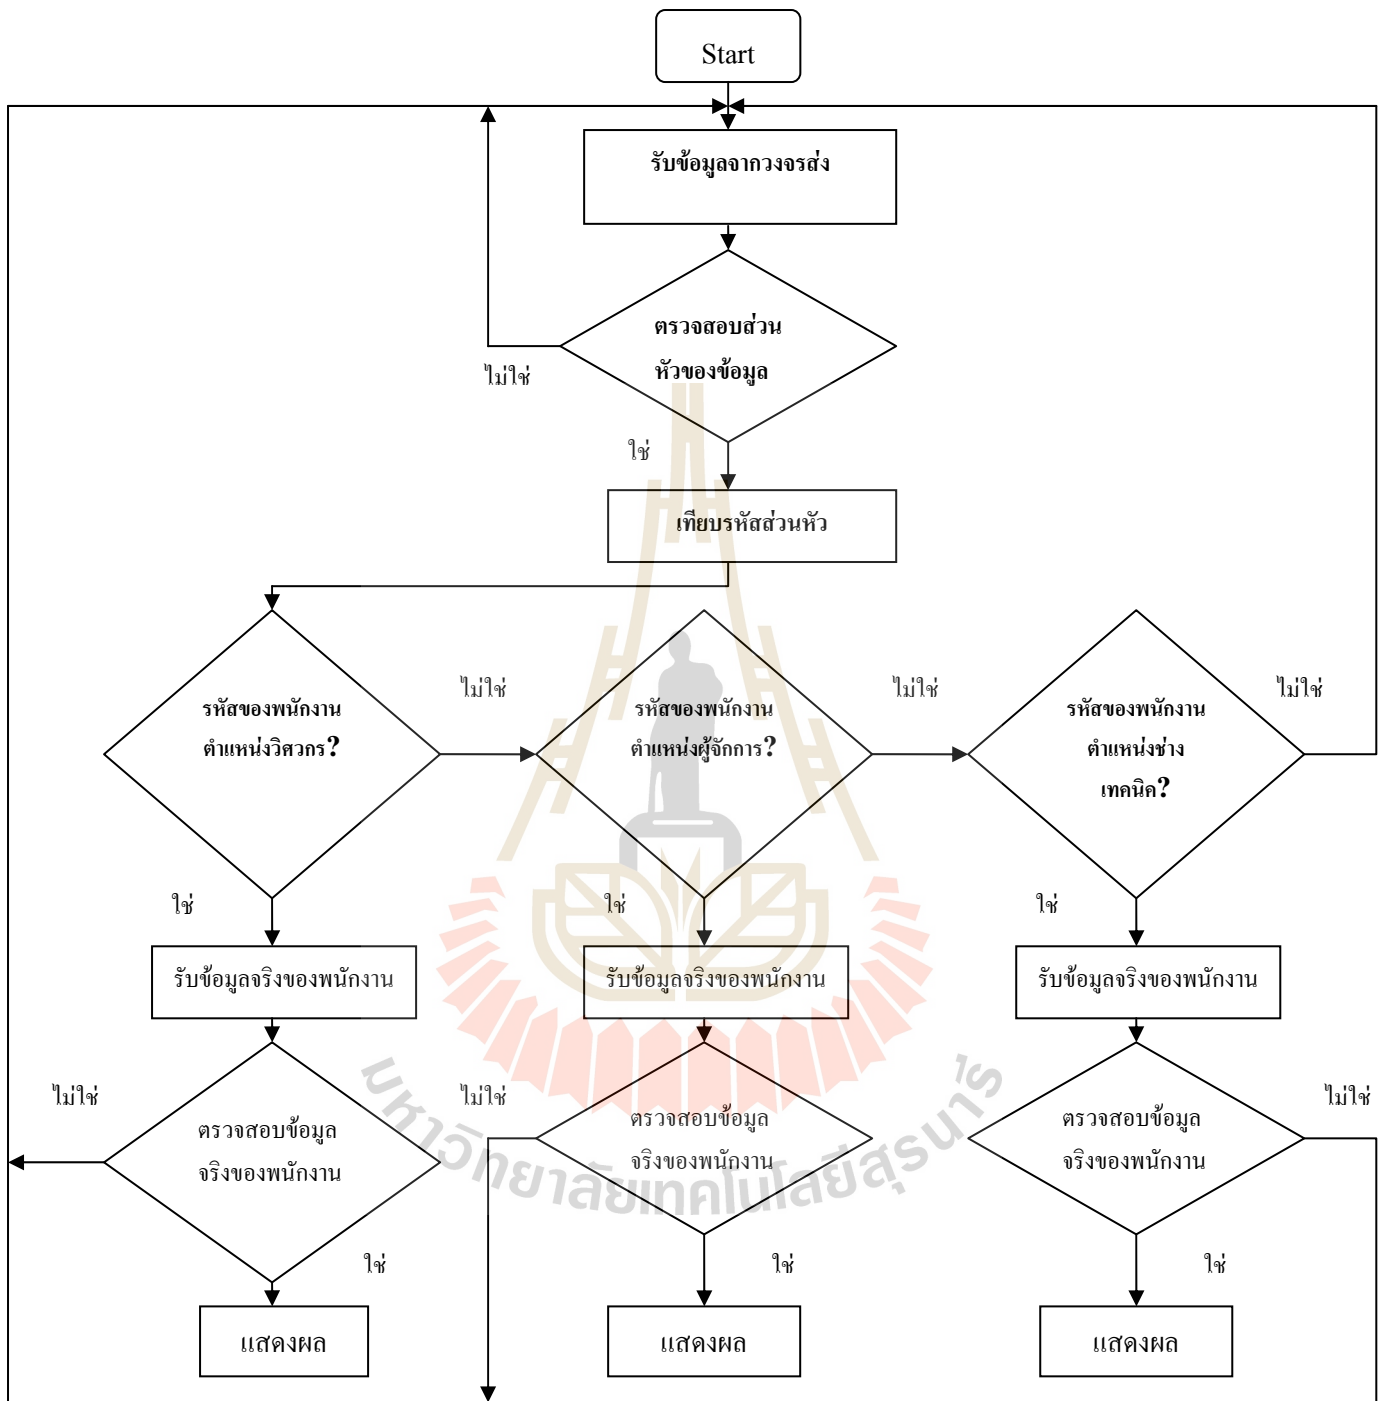 Start
รับข้อมูลจากวงจรส่ง
ตรวจสอบส่วน
หัวของข้อมูล
ไม่ใช่
ใช่
เทียบรหัสส่วนหัว
รหัสของพนักงาน
ตำแหน่งวิศวกร?
ไม่ใช่
รหัสของพนักงาน
ตำแหน่งผู้จักการ?
ไม่ใช่
รหัสของพนักงาน
ตำแหน่งช่าง
เทคนิค?
ไม่ใช่
ใช่
ใช่
ใช่
รับข้อมูลจริงของพนักงาน
รับข้อมูลจริงของพนักงาน
รับข้อมูลจริงของพนักงาน
ไม่ใช่
ตรวจสอบข้อมูล
จริงของพนักงาน
ไม่ใช่
ตรวจสอบข้อมูล
จริงของพนักงาน
ตรวจสอบข้อมูล
จริงของพนักงาน
ไม่ใช่
มหาวิทยาลัยเทคโนโลยีสุรนารี
ใช่
ใช่
ใช่
แสดงผล
แสดงผล
แสดงผล